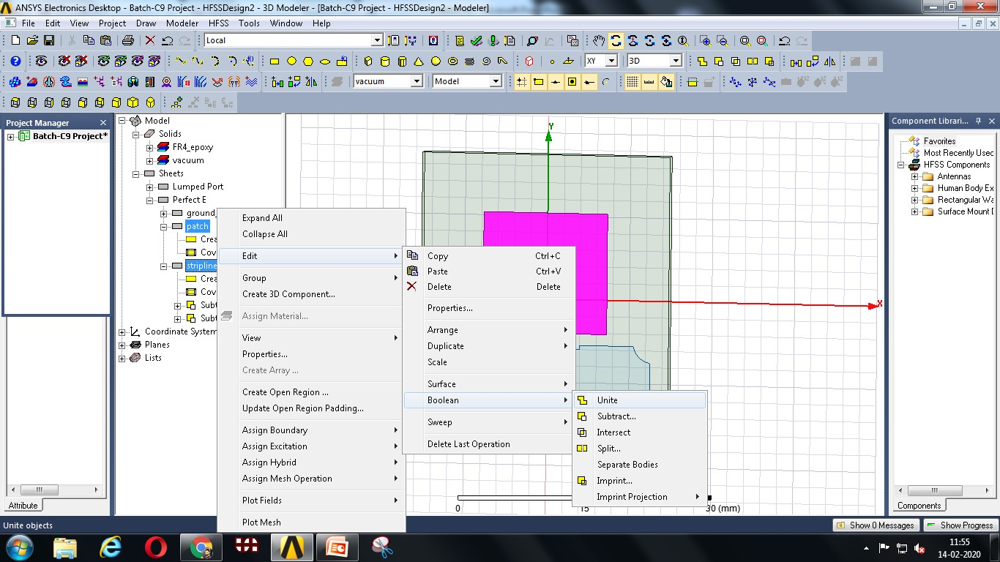 ANSYS Electronics Desktop - Batch-C9 Project - HFSSDesign2 - 3D Modeler - [Batch-C9 Project - HFSSDesign2 - Modeler]
File Edit View Project Draw Modeler HFSS Tools Window Help
Local
XY
3D
vacuum
Model
Project Manager
Batch-C9 Project*
Attribute
Model
Solids
FR4_epoxy
vacuum
Sheets
Lumped Port
Perfect E
ground_
patch
Crea
Cov
stripline
Crea
Cov
Subt
Subt
Coordinate System
Planes
Lists
Expand All
Collapse All
Edit
Group
Create 3D Component...
Assign Material...
View
Properties...
Create Array ...
Create Open Region ...
Update Open Region Padding...
Assign Boundary
Assign Excitation
Assign Hybrid
Assign Mesh Operation
Plot Fields
Plot Mesh
Copy Ctrl+C
Paste Ctrl+V
Delete Delete
Properties...
Arrange
Duplicate
Scale
Surface
Boolean
Sweep
Delete Last Operation
Unite
Subtract...
Intersect
Split...
Separate Bodies
Imprint...
Imprint Projection
Y
X
0 15 30 (mm)
Component Librari...
Favorites
Most Recently Used
HFSS Components
Antennas
Human Body Ex
Rectangular Wa
Surface Mount D
Components
Unite objects
Show 0 Messages
Show Progress
11:55
14-02-2020